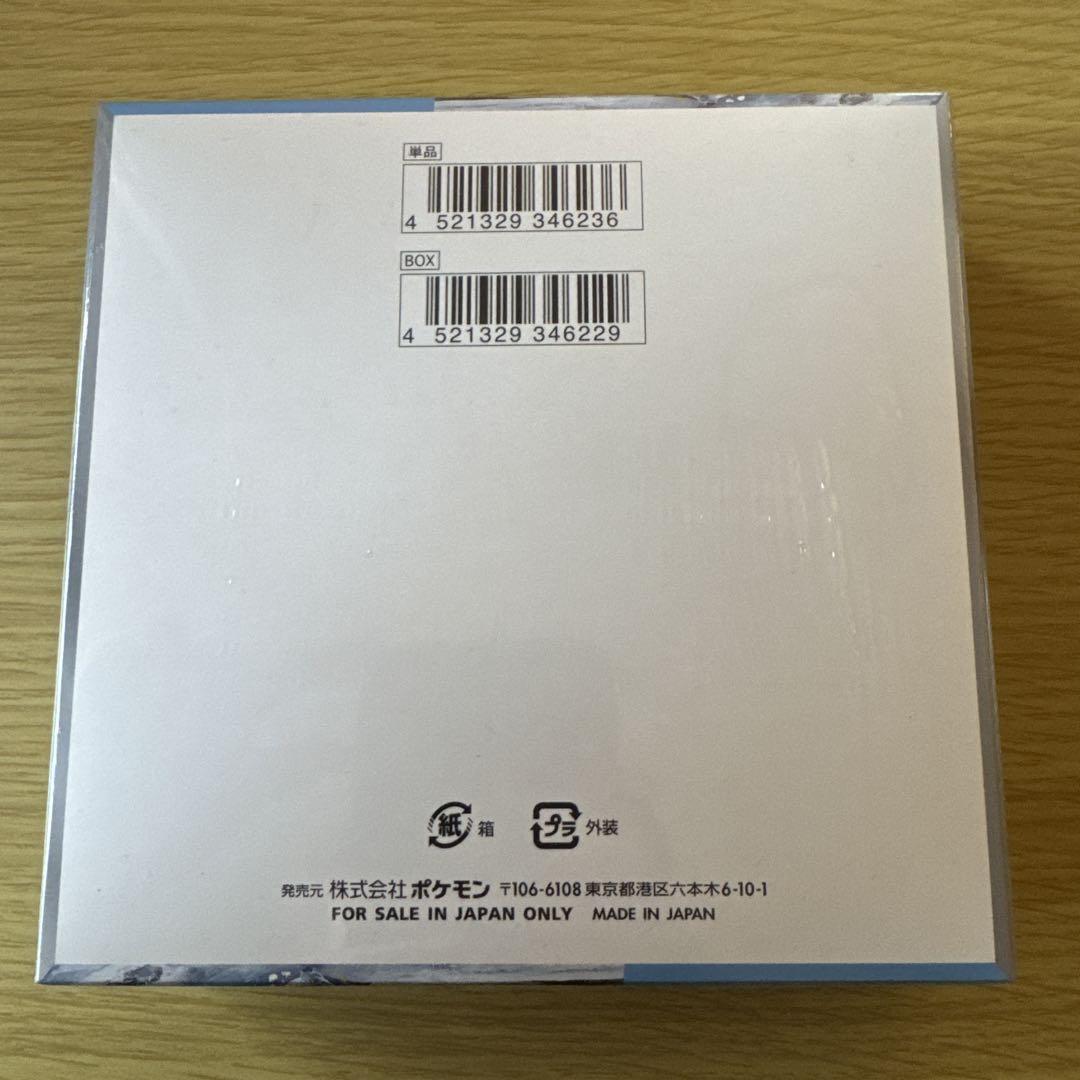 単品
4 521329 346236
BOX
4 521329 346229
紙 箱 プラ 外装
発売元 株式会社 ポケモン 〒106-6108 東京都港区六本木6-10-1
FOR SALE IN JAPAN ONLY MADE IN JAPAN